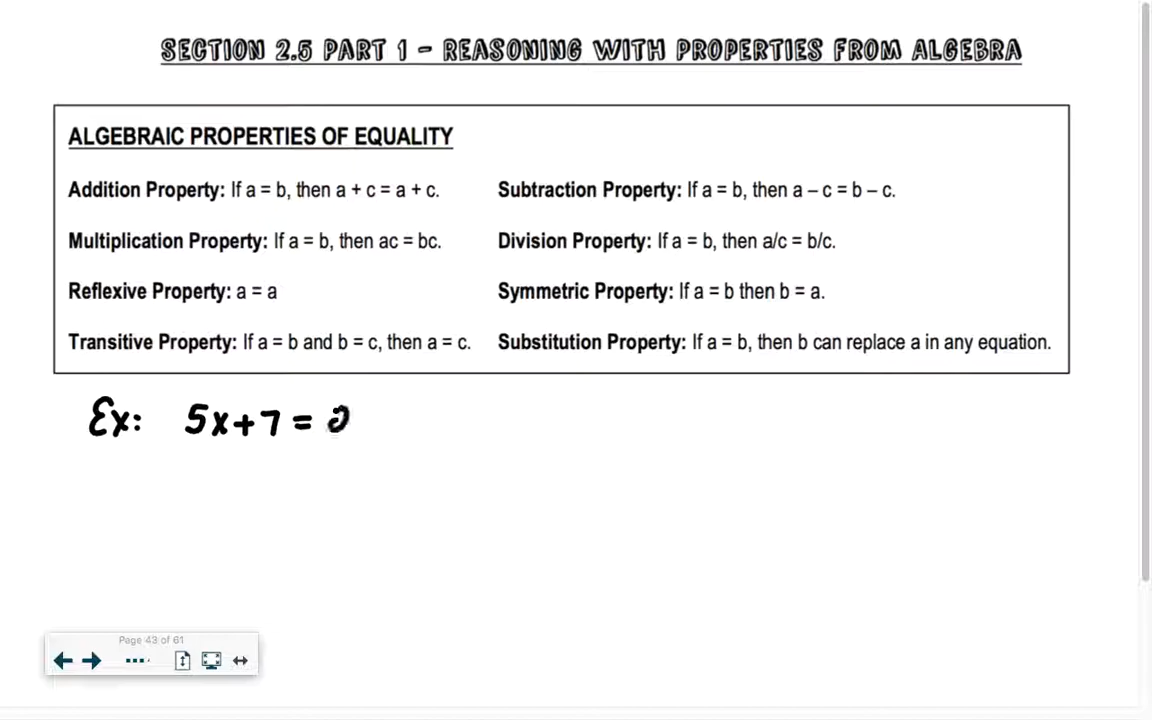 SECTION 2.5 PART 1 - REASONING WITH PROPERTIES FROM ALGEBRA
ALGEBRAIC PROPERTIES OF EQUALITY
Addition Property: If a = b, then a + c = a + c.
Subtraction Property: If a = b, then a – c = b – c.
Multiplication Property: If a = b, then ac = bc.
Division Property: If a = b, then a/c = b/c.
Reflexive Property: a = a
Symmetric Property: If a = b then b = a.
Transitive Property: If a = b and b = c, then a = c.
Substitution Property: If a = b, then b can replace a in any equation.
Ex: 5x+7=
Page 43 of 61